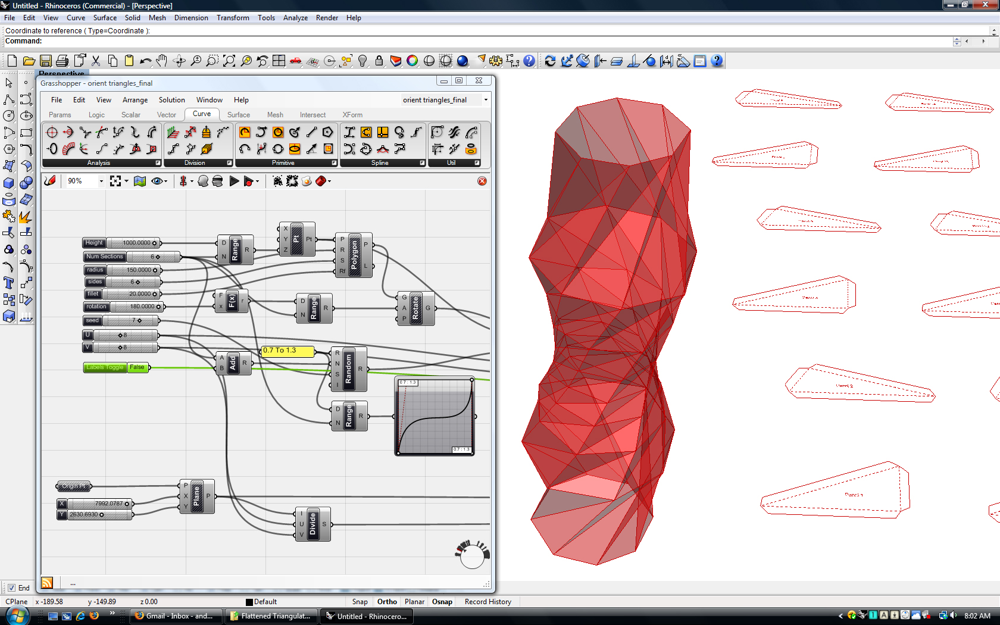 Untitled - Rhinoceros (Commercial) - [Perspective]
File Edit View Curve Surface Solid Mesh Dimension Transform Tools Analyze Render Help
Coordinate to reference ( Type=Coordinate ):
Command:
Perspective
Grasshopper - orient triangles_final
File Edit View Arrange Solution Window Help orient triangles_final
Params Logic Scalar Vector Curve Surface Mesh Intersect XForm
Analysis Division Primitive Spline Util
90%
Height 1000.0000
Num Sections 6
radius 150.0000
sides 6
fillet 20.0000
rotation 180.0000
seed 7
U 8
V 8
Labels Toggle False
D N Range R
X Y Z Pt Pt
P R S Rf Polygon P L
F x F(x) r
D N Range R
G A P Rotate G
A B Add R
0.7 To 1.3
R N S I Random R
D N Range R
0.7 : 1.3
0.7 : 1.3
Origin Pt
X 7992.0787
Y 2630.6930
P X Y Plane P
I U V Divide S
...
End
CPlane x -189.58 y -149.89 z 0.00 Default Snap Ortho Planar Osnap Record History
Gmail - Inbox - and... Flattened Triangulat... Untitled - Rhinocero... 8:02 AM